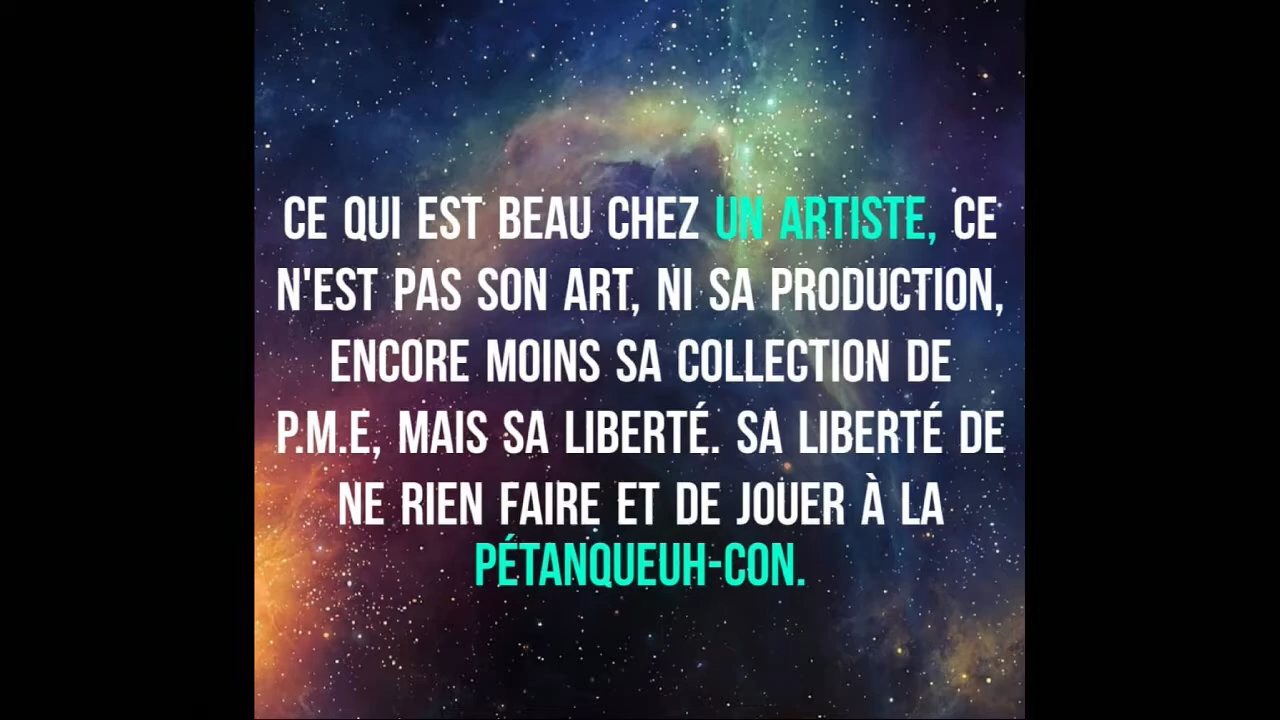 CE QUI EST BEAU CHEZ UN ARTISTE, CE
N'EST PAS SON ART, NI SA PRODUCTION,
ENCORE MOINS SA COLLECTION DE
P.M.E, MAIS SA LIBERTÉ. SA LIBERTÉ DE
NE RIEN FAIRE ET DE JOUER À LA
PÉTANQUEUH-CON.